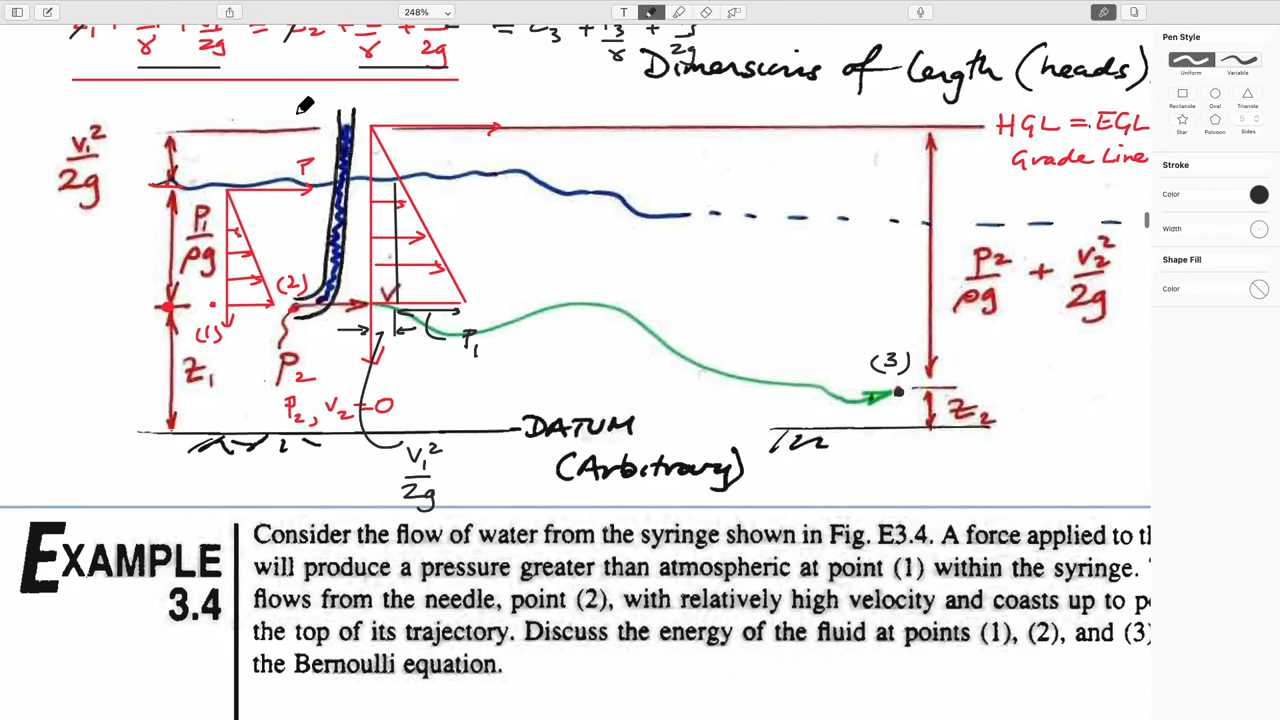 248%
Pen Style
Uniform
Variable
Rectangle
Oval
Triangle
Star
Polygon
5
Sides
Stroke
Color
Width
Shape Fill
Color
Dimensions of length (heads).
HGL = EGL
Grade Line
V₁²
2g
P
P₁
ρg
(1)
(2)
V
P₁
P₂
P₂, V₂ = 0
Z₁
(3)
P₂
ρg
+
V₂²
2g
Z₂
DATUM
(Arbitrary)
V₁²
2g
EXAMPLE
3.4
Consider the flow of water from the syringe shown in Fig. E3.4. A force applied to
will produce a pressure greater than atmospheric at point (1) within the syringe.
flows from the needle, point (2), with relatively high velocity and coasts up to
the top of its trajectory. Discuss the energy of the fluid at points (1), (2), and (3)
the Bernoulli equation.